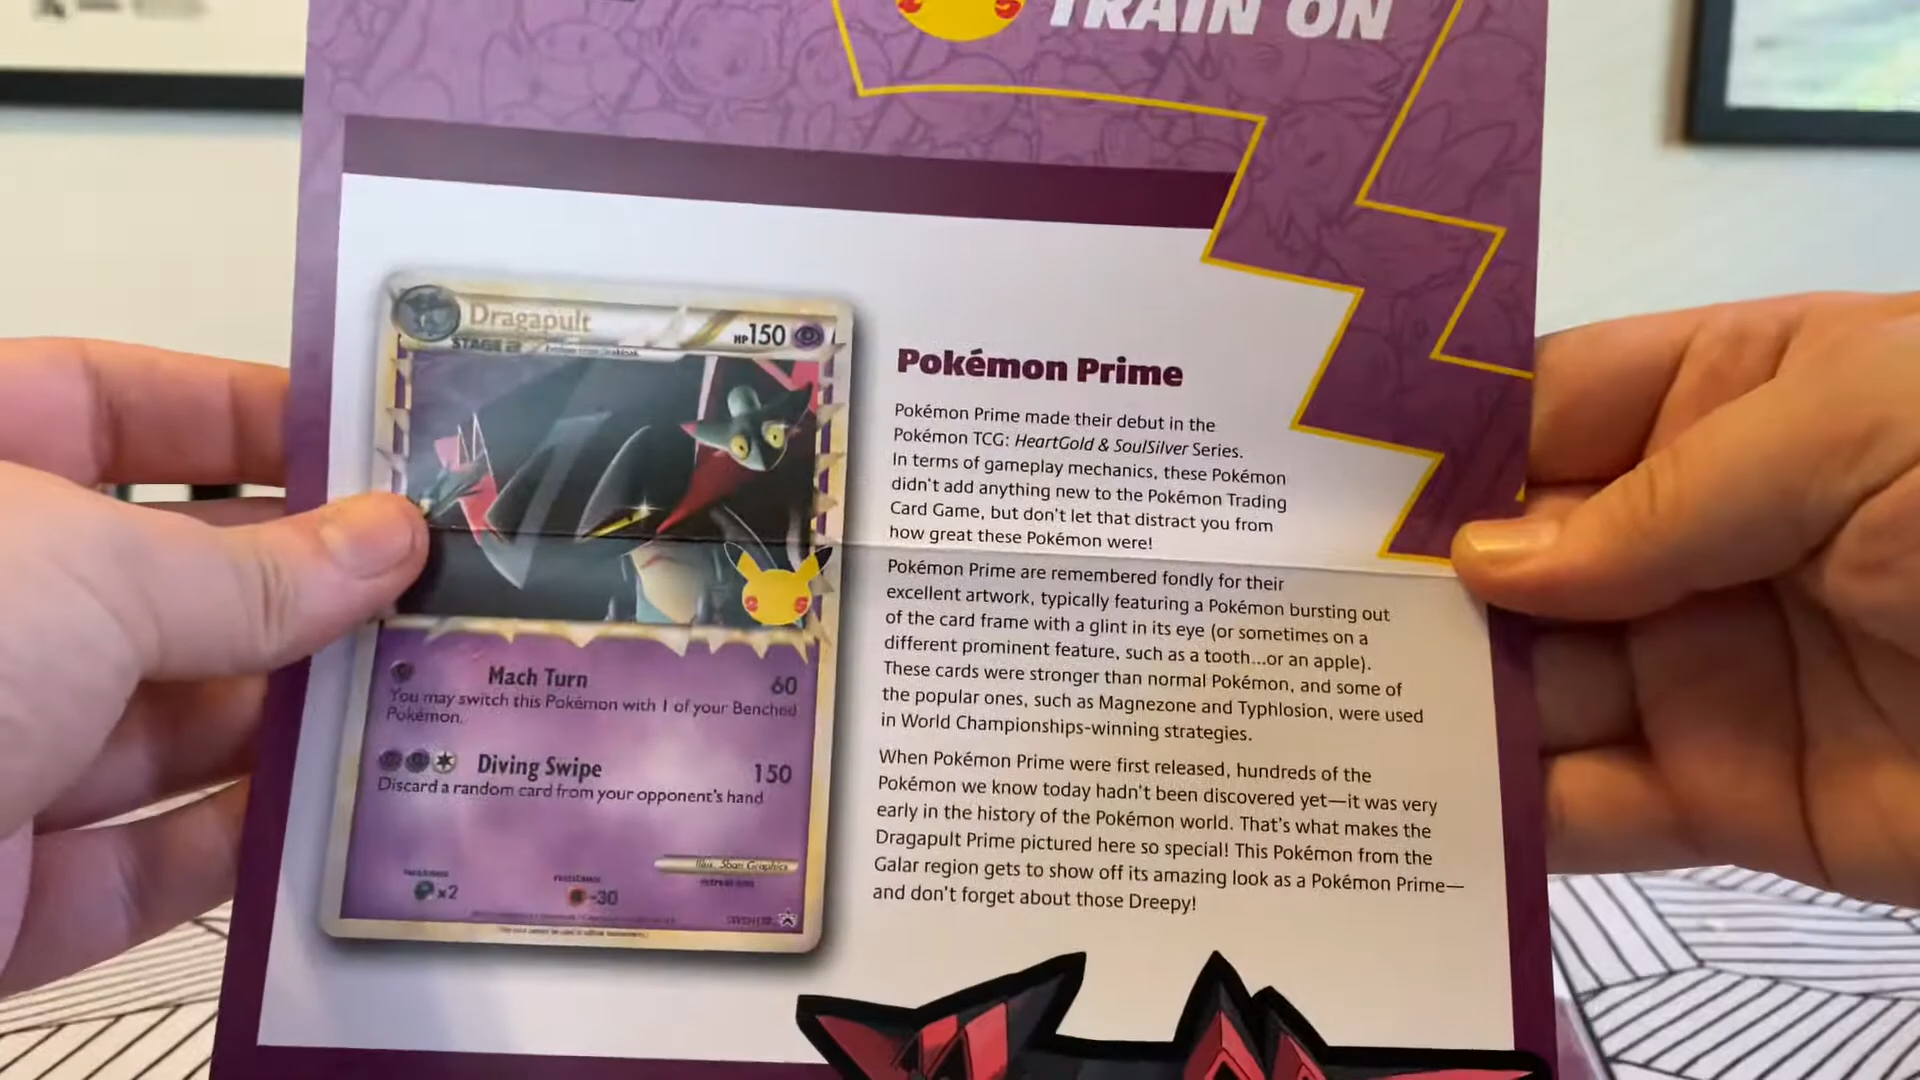 TRAIN ON
Dragapult
STAGE 2
HP 150
Pokémon Prime
Pokémon Prime made their debut in the
Pokémon TCG: HeartGold & SoulSilver Series.
In terms of gameplay mechanics, these Pokémon
didn't add anything new to the Pokémon Trading
Card Game, but don't let that distract you from
how great these Pokémon were!
Pokémon Prime are remembered fondly for their
excellent artwork, typically featuring a Pokémon bursting out
of the card frame with a glint in its eye (or sometimes on a
different prominent feature, such as a tooth...or an apple).
These cards were stronger than normal Pokémon, and some of
the popular ones, such as Magnezone and Typhlosion, were used
in World Championships-winning strategies.
When Pokémon Prime were first released, hundreds of the
Pokémon we know today hadn't been discovered yet—it was very
early in the history of the Pokémon world. That's what makes the
Dragapult Prime pictured here so special! This Pokémon from the
Galar region gets to show off its amazing look as a Pokémon Prime—
and don't forget about those Dreepy!
Mach Turn 60
You may switch this Pokémon with 1 of your Benched
Pokémon.
Diving Swipe 150
Discard a random card from your opponent's hand
Illus. 5ban Graphics
weakness
×2
resistance
-30